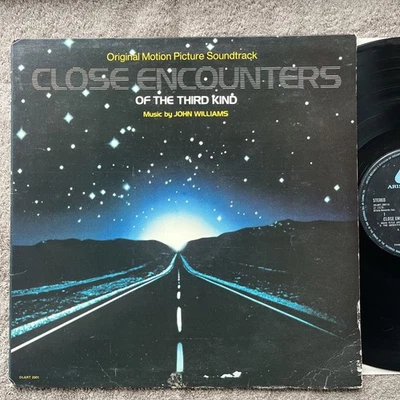 Original Motion Picture Soundtrack
CLOSE ENCOUNTERS
OF THE THIRD KIND
Music by JOHN WILLIAMS
STEREO